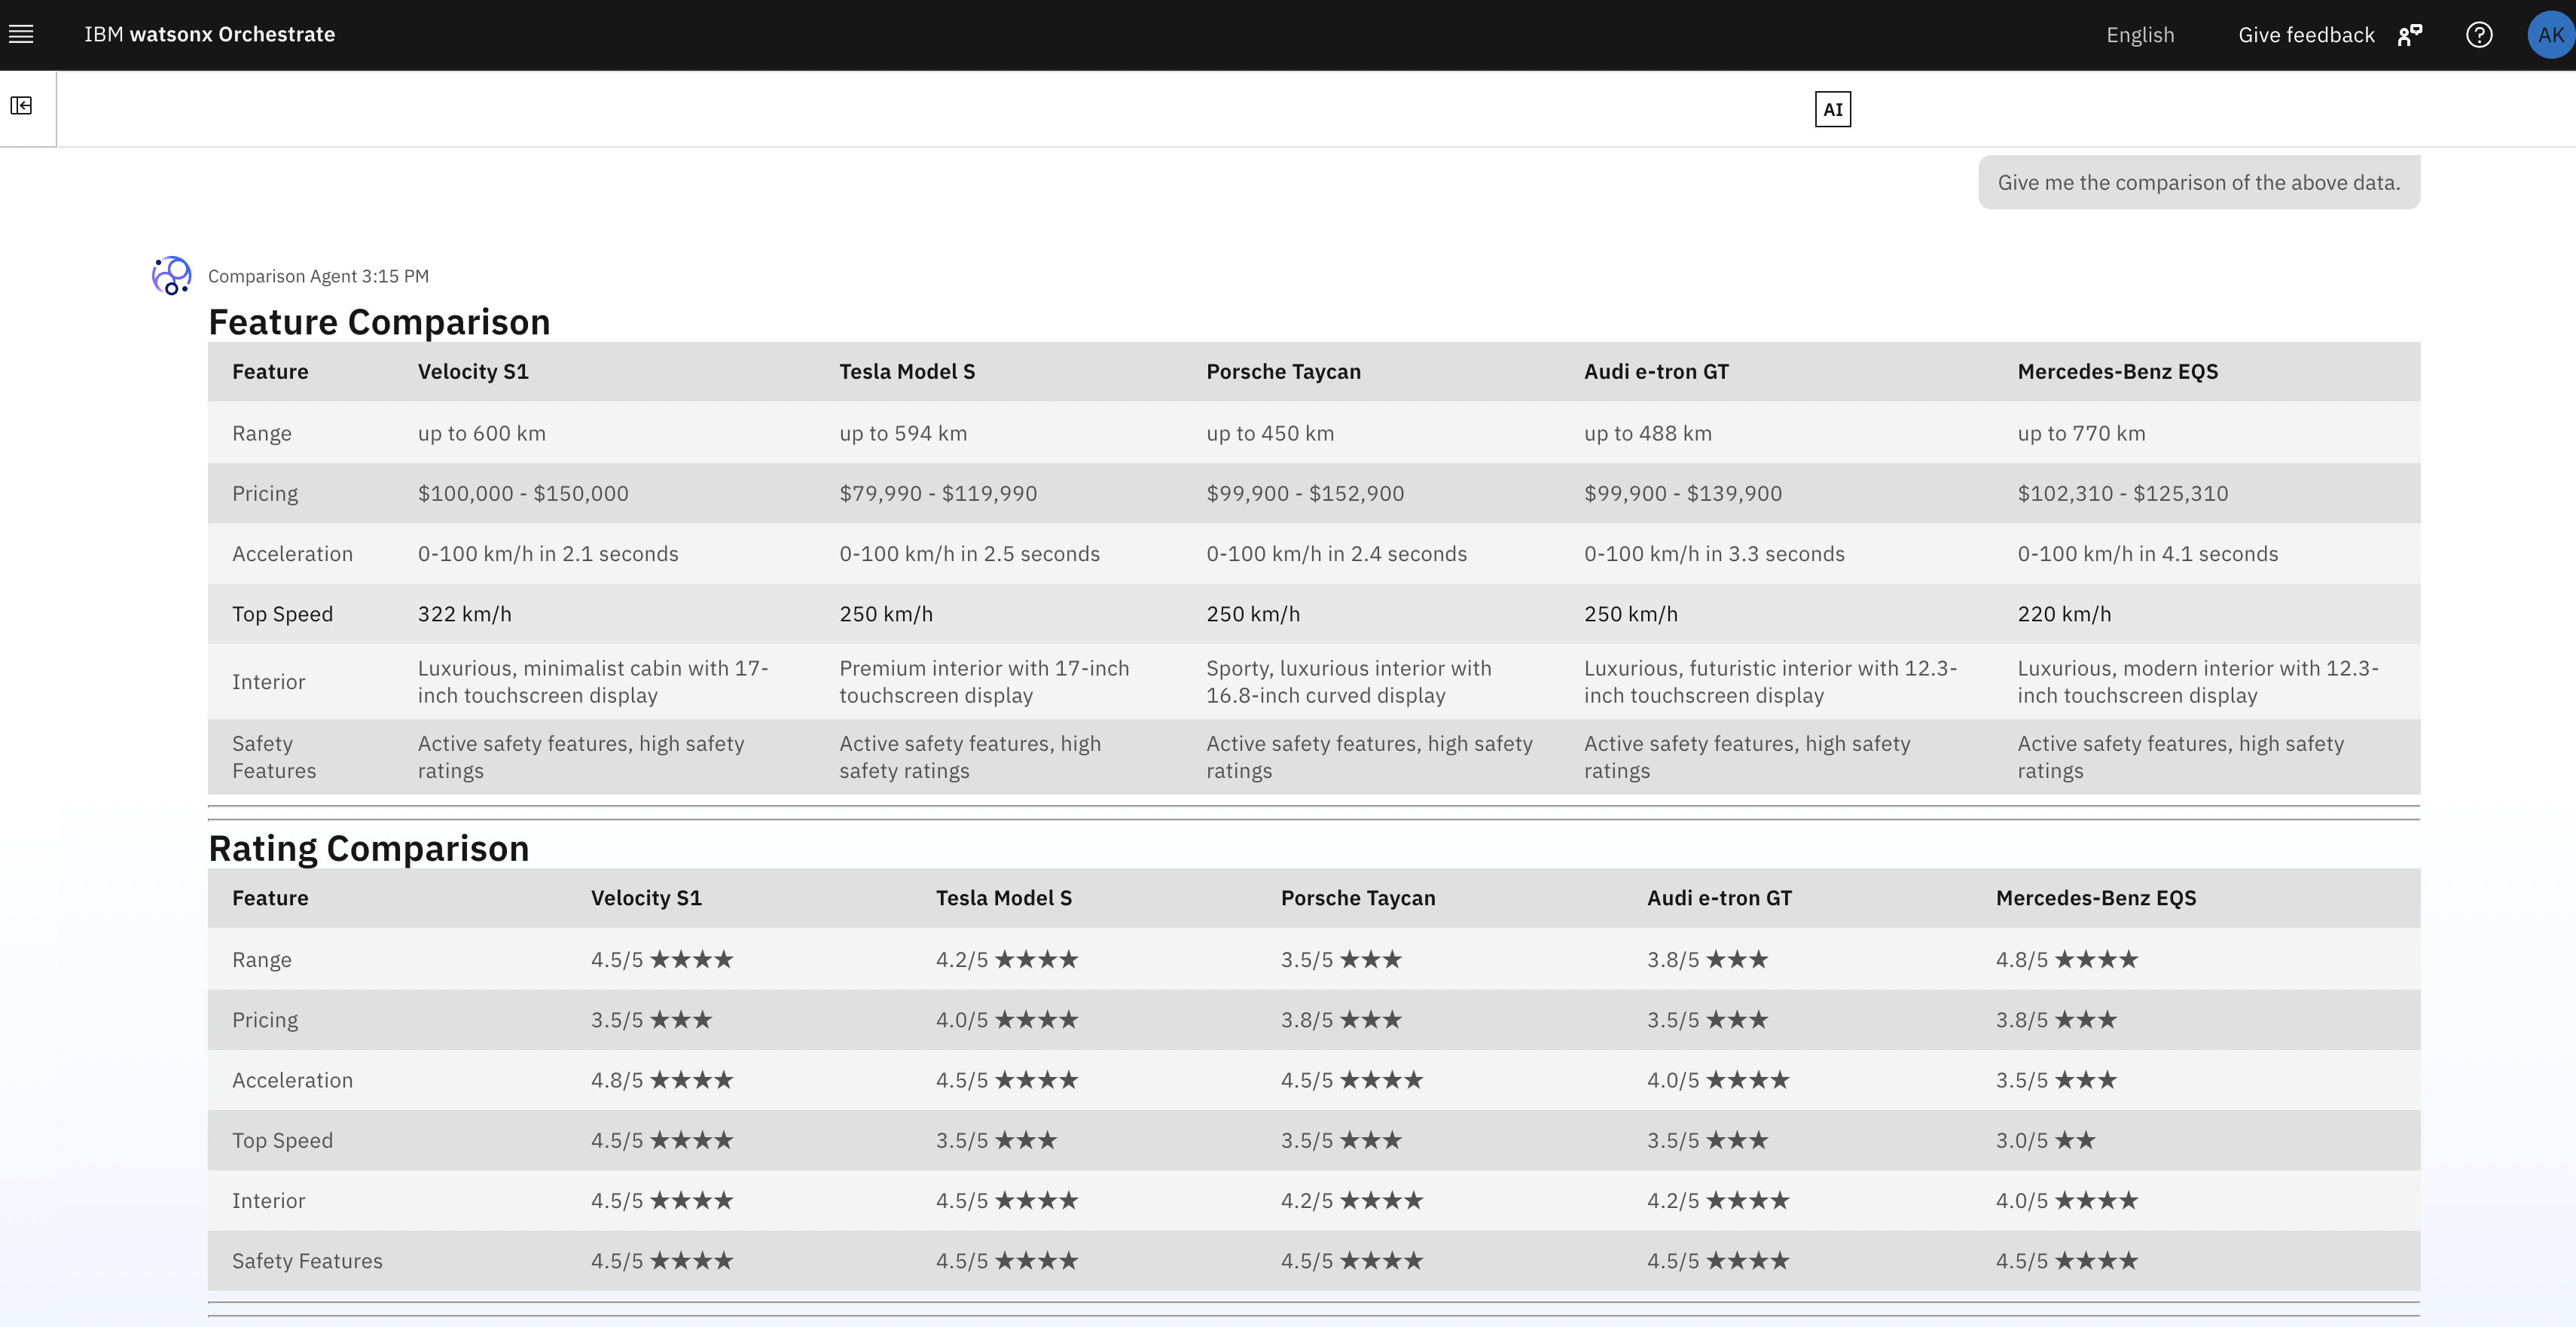 IBM watsonx Orchestrate English Give feedback AK
AI
Give me the comparison of the above data.
Comparison Agent 3:15 PM
Feature Comparison
Feature Velocity S1 Tesla Model S Porsche Taycan Audi e-tron GT Mercedes-Benz EQS
Range up to 600 km up to 594 km up to 450 km up to 488 km up to 770 km
Pricing $100,000 - $150,000 $79,990 - $119,990 $99,900 - $152,900 $99,900 - $139,900 $102,310 - $125,310
Acceleration 0-100 km/h in 2.1 seconds 0-100 km/h in 2.5 seconds 0-100 km/h in 2.4 seconds 0-100 km/h in 3.3 seconds 0-100 km/h in 4.1 seconds
Top Speed 322 km/h 250 km/h 250 km/h 250 km/h 220 km/h
Interior Luxurious, minimalist cabin with 17-
inch touchscreen display Premium interior with 17-inch
touchscreen display Sporty, luxurious interior with
16.8-inch curved display Luxurious, futuristic interior with 12.3-
inch touchscreen display Luxurious, modern interior with 12.3-
inch touchscreen display
Safety
Features Active safety features, high safety
ratings Active safety features, high
safety ratings Active safety features, high safety
ratings Active safety features, high safety
ratings Active safety features, high safety
ratings
Rating Comparison
Feature Velocity S1 Tesla Model S Porsche Taycan Audi e-tron GT Mercedes-Benz EQS
Range 4.5/5 ★★★★ 4.2/5 ★★★★ 3.5/5 ★★★ 3.8/5 ★★★ 4.8/5 ★★★★
Pricing 3.5/5 ★★★ 4.0/5 ★★★★ 3.8/5 ★★★ 3.5/5 ★★★ 3.8/5 ★★★
Acceleration 4.8/5 ★★★★ 4.5/5 ★★★★ 4.5/5 ★★★★ 4.0/5 ★★★★ 3.5/5 ★★★
Top Speed 4.5/5 ★★★★ 3.5/5 ★★★ 3.5/5 ★★★ 3.5/5 ★★★ 3.0/5 ★★
Interior 4.5/5 ★★★★ 4.5/5 ★★★★ 4.2/5 ★★★★ 4.2/5 ★★★★ 4.0/5 ★★★★
Safety Features 4.5/5 ★★★★ 4.5/5 ★★★★ 4.5/5 ★★★★ 4.5/5 ★★★★ 4.5/5 ★★★★